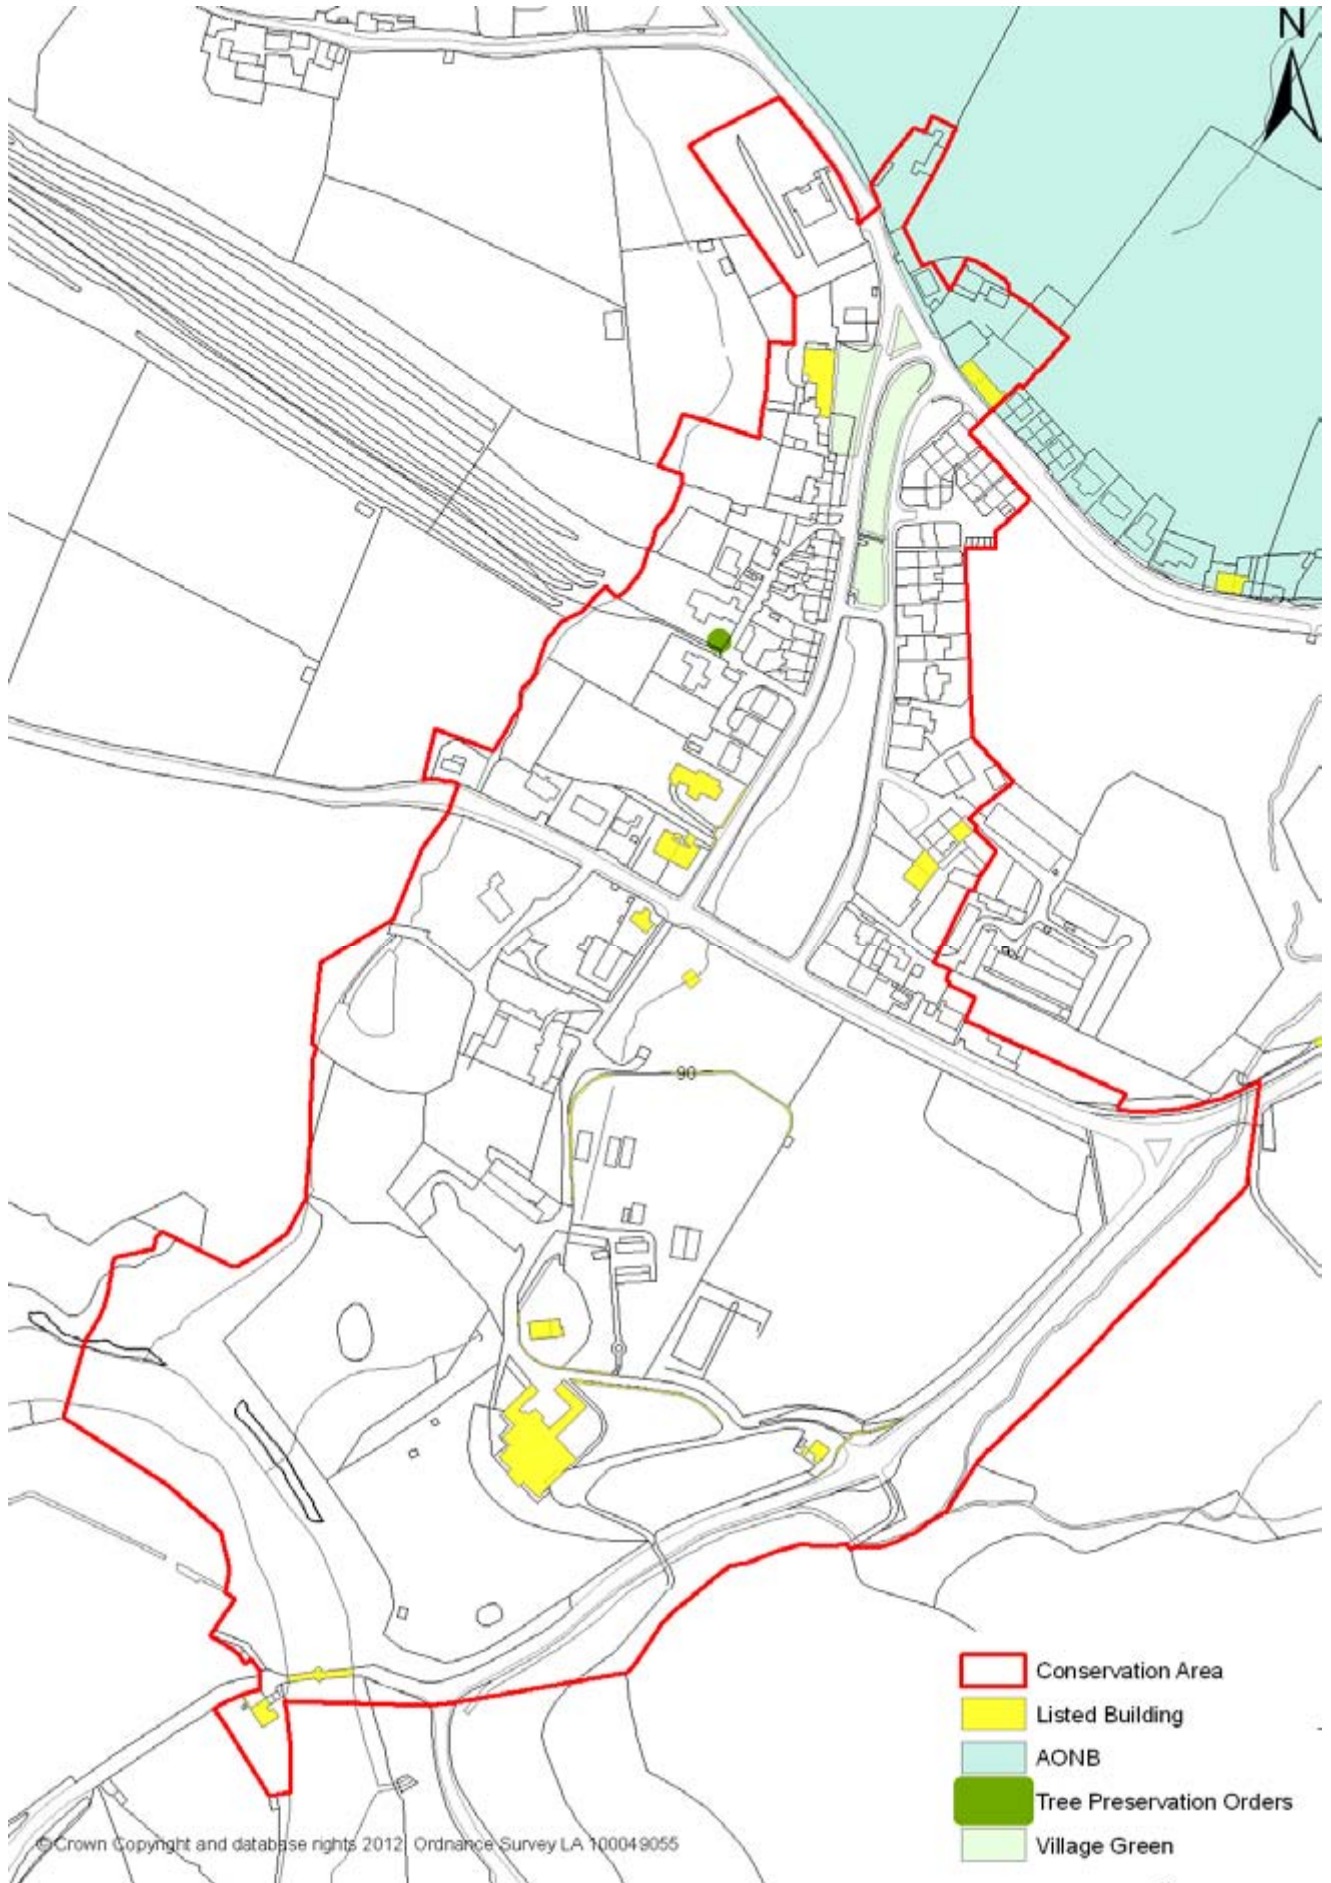 N
90
Conservation Area
Listed Building
AONB
Tree Preservation Orders
Village Green
© Crown Copyright and database rights 2012 Ordnance Survey LA 100049055